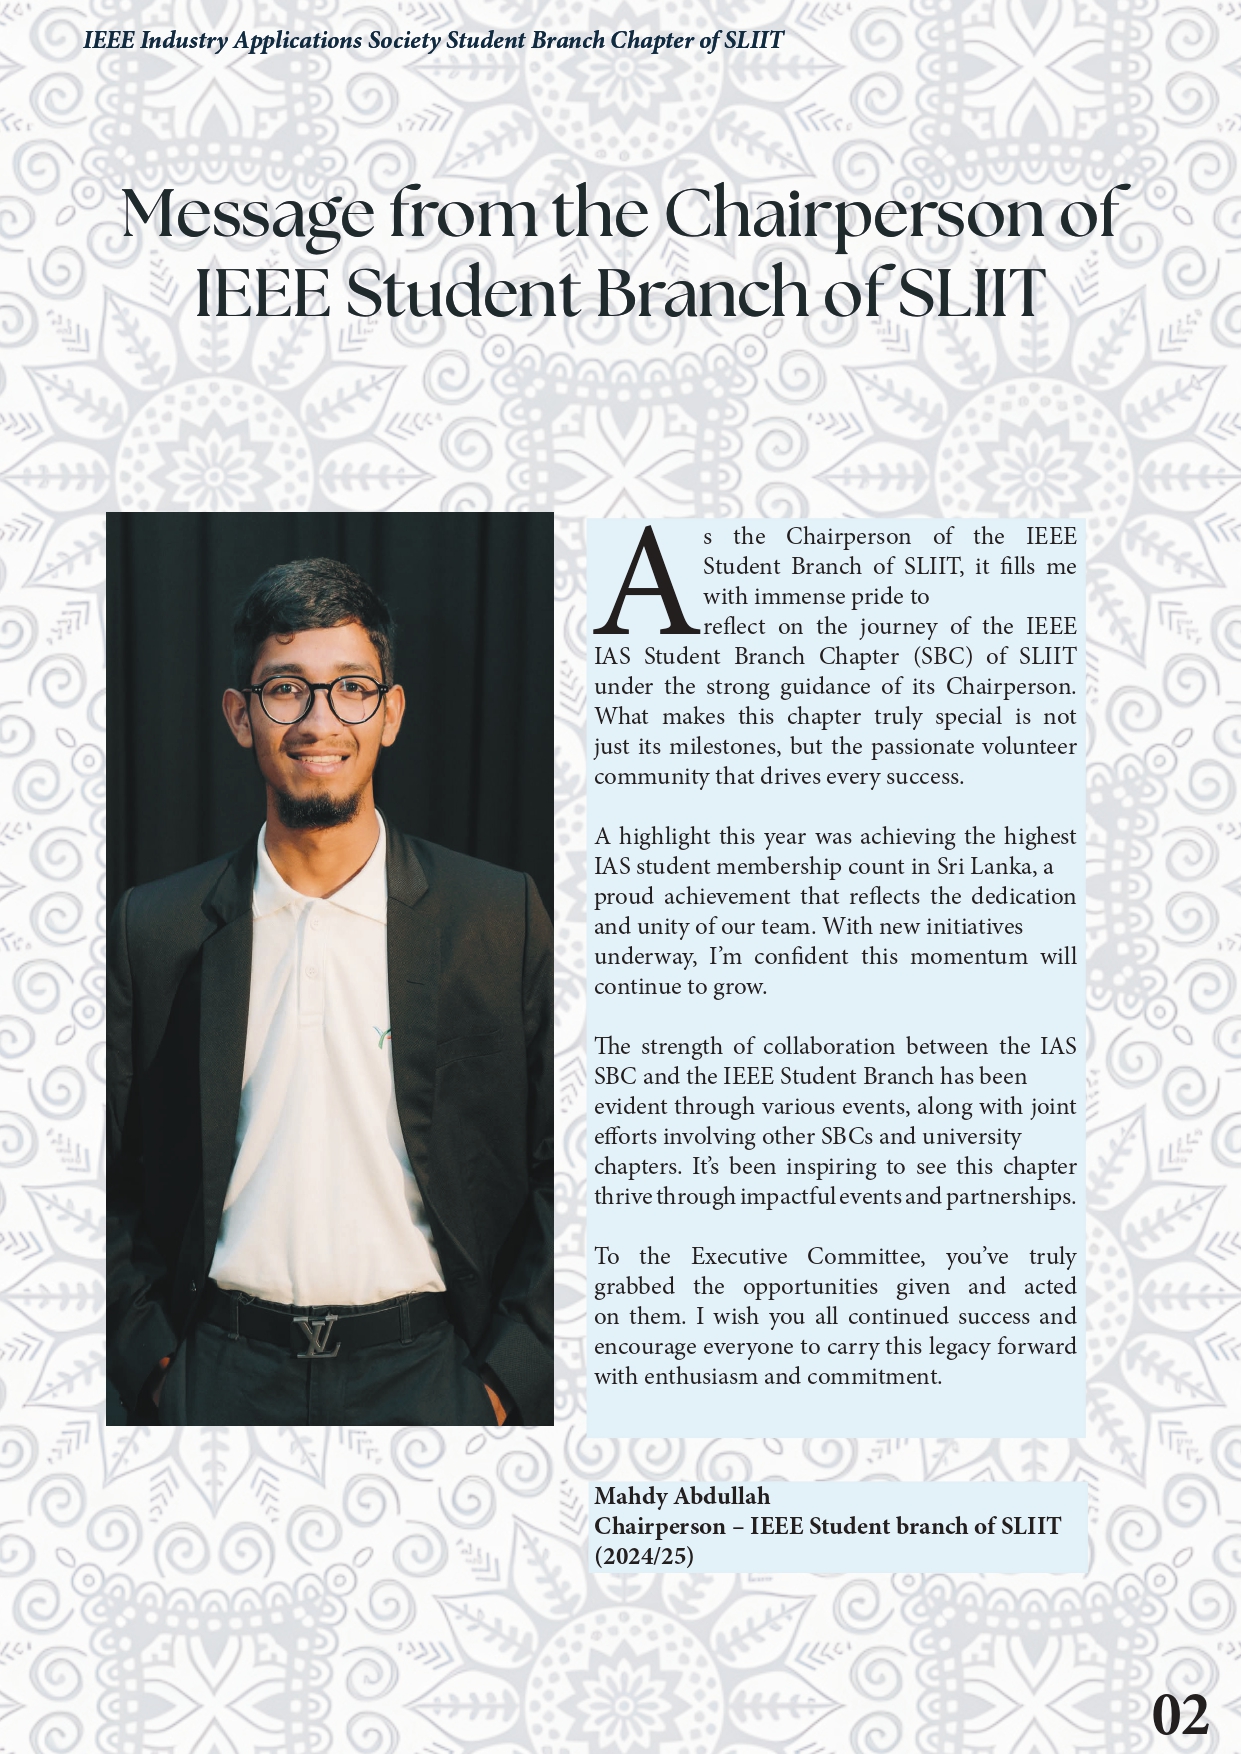 IEEE Industry Applications Society Student Branch Chapter of SLIIT
Message from the Chairperson of
IEEE Student Branch of SLIIT
As the Chairperson of the IEEE
Student Branch of SLIIT, it fills me
with immense pride to
reflect on the journey of the IEEE
IAS Student Branch Chapter (SBC) of SLIIT
under the strong guidance of its Chairperson.
What makes this chapter truly special is not
just its milestones, but the passionate volunteer
community that drives every success.
A highlight this year was achieving the highest
IAS student membership count in Sri Lanka, a
proud achievement that reflects the dedication
and unity of our team. With new initiatives
underway, I’m confident this momentum will
continue to grow.
The strength of collaboration between the IAS
SBC and the IEEE Student Branch has been
evident through various events, along with joint
efforts involving other SBCs and university
chapters. It’s been inspiring to see this chapter
thrive through impactful events and partnerships.
To the Executive Committee, you’ve truly
grabbed the opportunities given and acted
on them. I wish you all continued success and
encourage everyone to carry this legacy forward
with enthusiasm and commitment.
Mahdy Abdullah
Chairperson – IEEE Student branch of SLIIT
(2024/25)
02